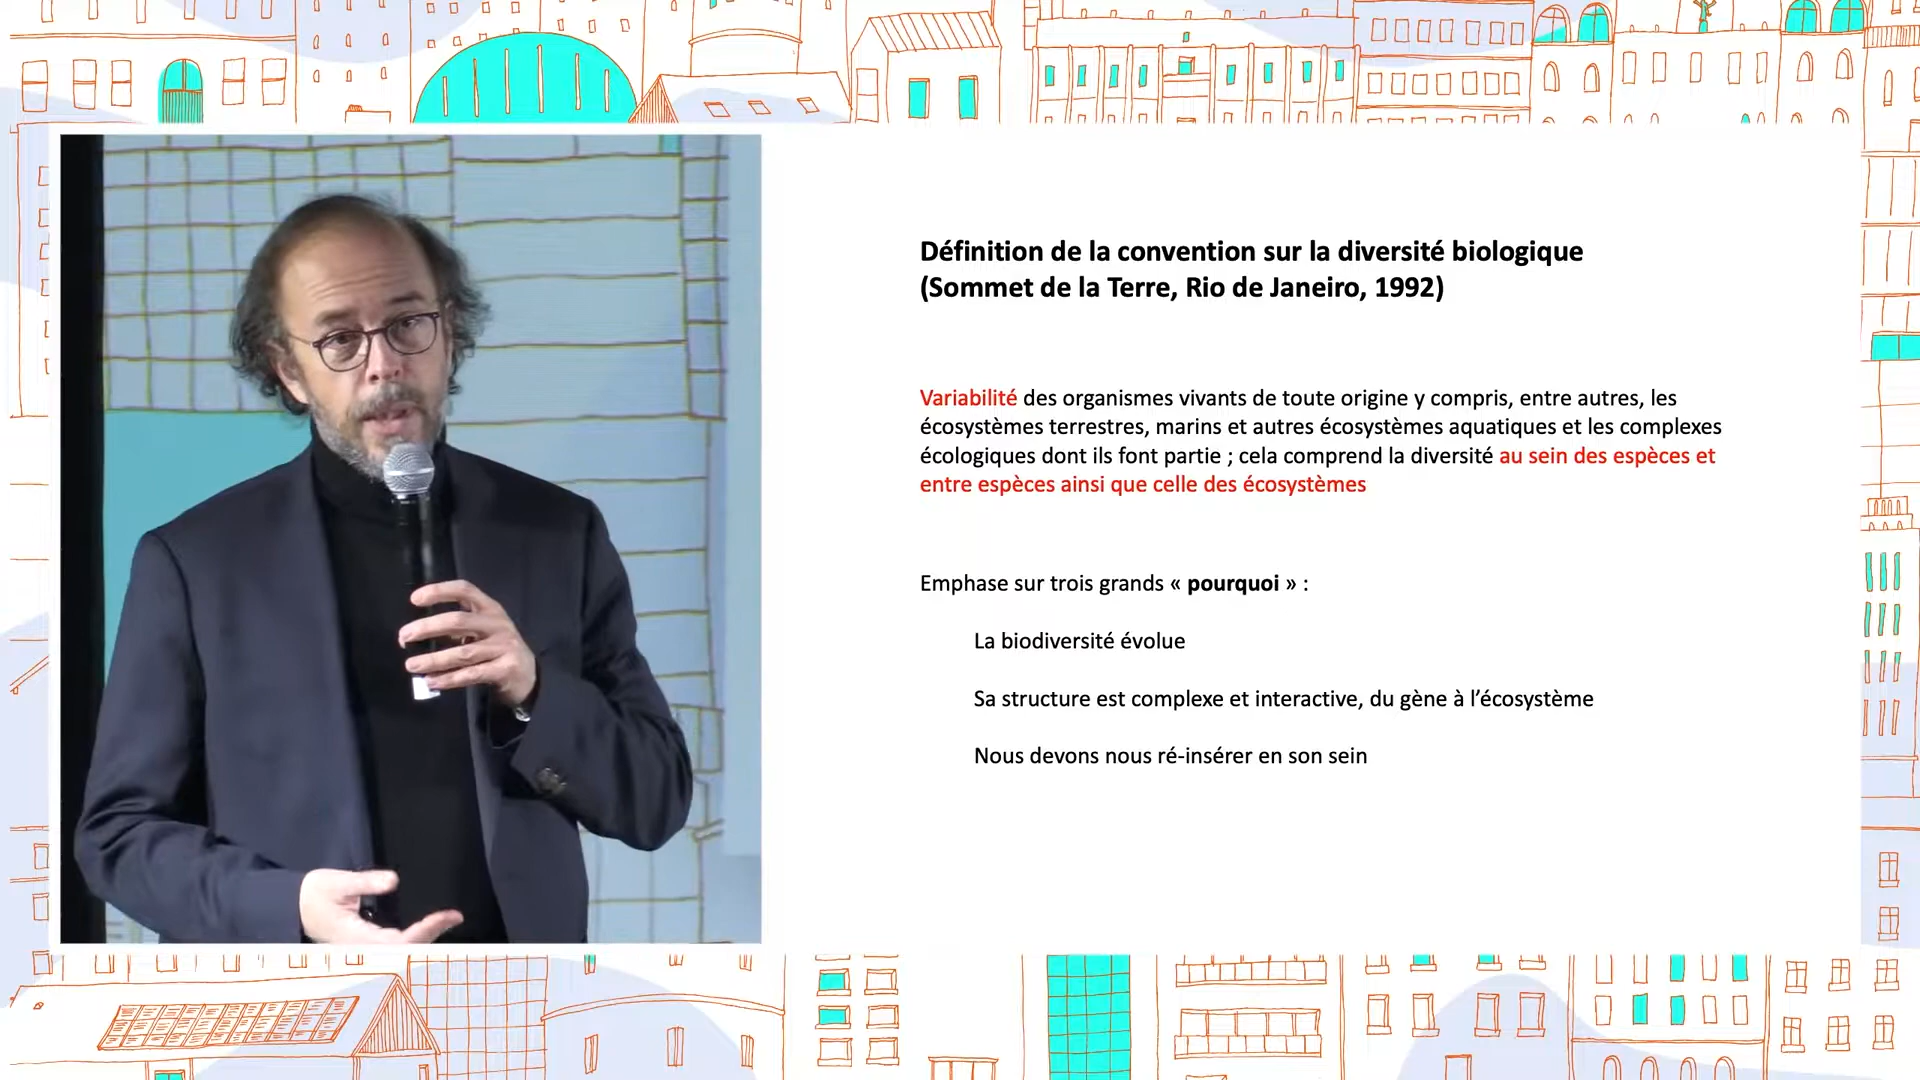 Définition de la convention sur la diversité biologique
(Sommet de la Terre, Rio de Janeiro, 1992)
Variabilité des organismes vivants de toute origine y compris, entre autres, les
écosystèmes terrestres, marins et autres écosystèmes aquatiques et les complexes
écologiques dont ils font partie ; cela comprend la diversité au sein des espèces et
entre espèces ainsi que celle des écosystèmes
Emphase sur trois grands « pourquoi » :
La biodiversité évolue
Sa structure est complexe et interactive, du gène à l’écosystème
Nous devons nous ré-insérer en son sein